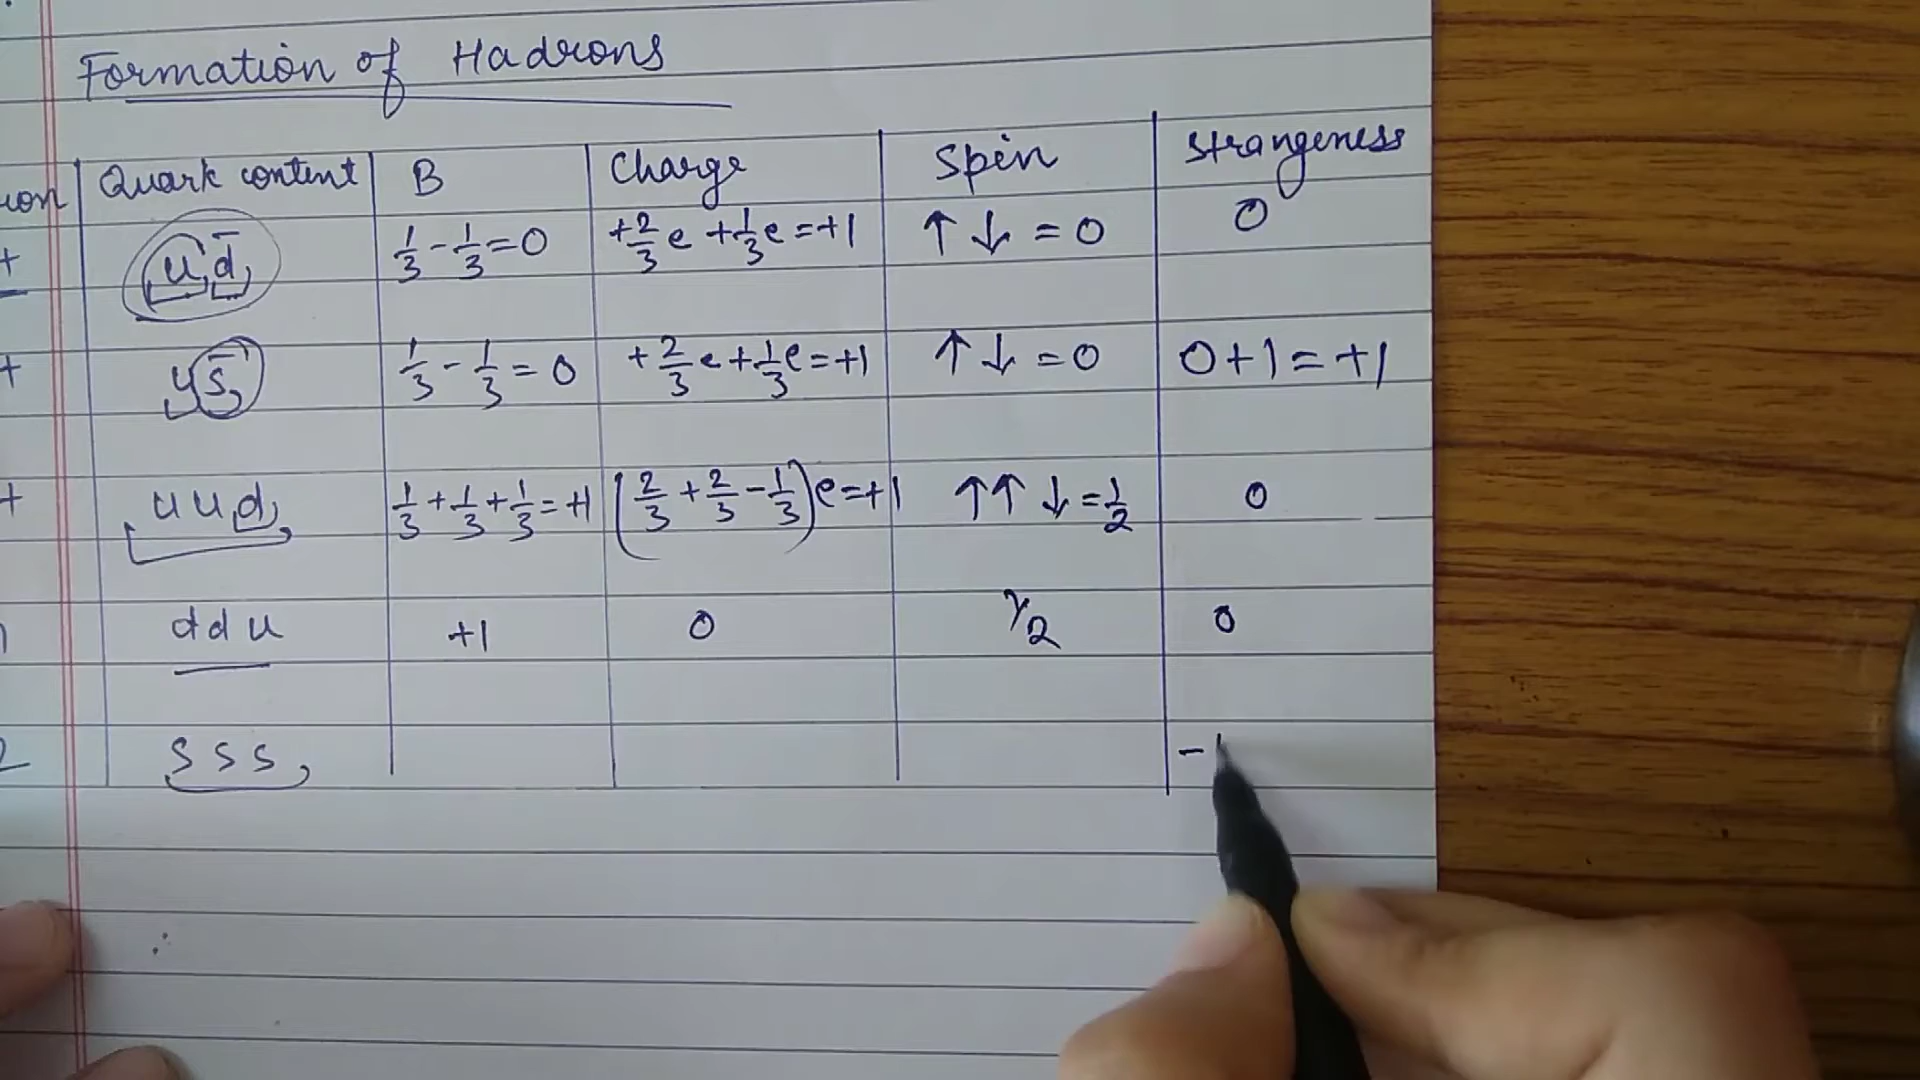 Formation of Hadrons
ron Quark content B Charge Spin Strangeness
+ ud̄ 1/3 - 1/3 = 0 +2/3 e + 1/3 e = +1 ↑ ↓ = 0 0
+ us̄ 1/3 - 1/3 = 0 +2/3 e + 1/3 e = +1 ↑ ↓ = 0 0+1 = +1
+ uud 1/3 + 1/3 + 1/3 = +1 (2/3 + 2/3 - 1/3) e = +1 ↑↑ ↓ = 1/2 0
ddu +1 0 1/2 0
sss -1